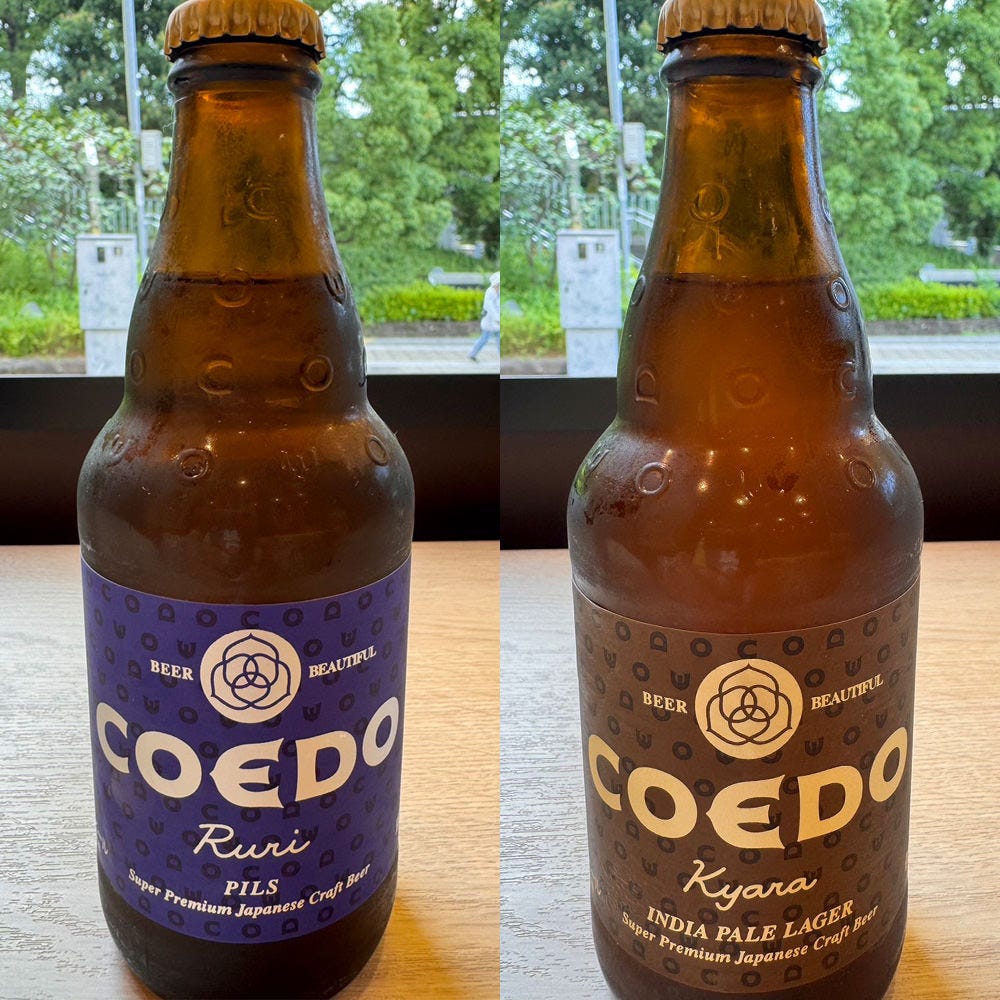 BEER BEAUTIFUL
COEDO
Ruri
PILS
Super Premium Japanese Craft Beer
BEER BEAUTIFUL
COEDO
Kyara
INDIA PALE LAGER
Super Premium Japanese Craft Beer